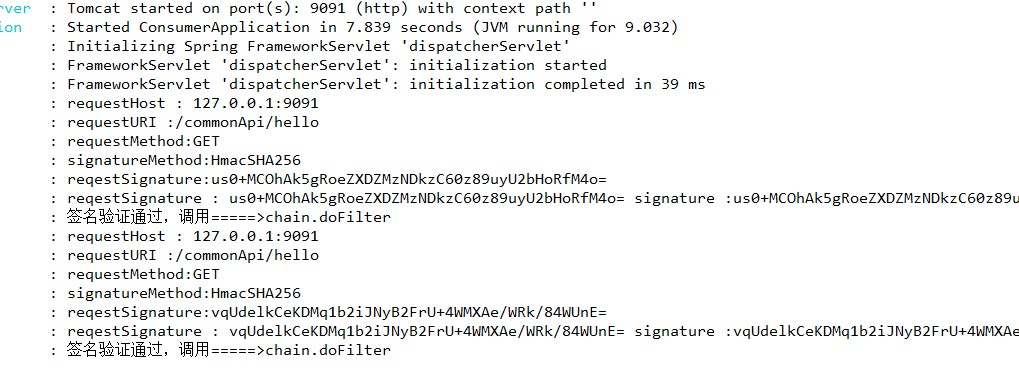 rver : Tomcat started on port(s): 9091 (http) with context path ''
ion : Started ConsumerApplication in 7.839 seconds (JVM running for 9.032)
: Initializing Spring FrameworkServlet 'dispatcherServlet'
: FrameworkServlet 'dispatcherServlet': initialization started
: FrameworkServlet 'dispatcherServlet': initialization completed in 39 ms
: requestHost : 127.0.0.1:9091
: requestURI :/commonApi/hello
: requestMethod:GET
: signatureMethod:HmacSHA256
: reqestSignature:us0+MCOhAk5gRoeZXDZMzNDkzC60z89uyU2bHoRfM4o=
: reqestSignature : us0+MCOhAk5gRoeZXDZMzNDkzC60z89uyU2bHoRfM4o= signature :us0+MCOhAk5gRoeZXDZMzNDkzC60z89u
: 签名验证通过，调用=====>chain.doFilter
: requestHost : 127.0.0.1:9091
: requestURI :/commonApi/hello
: requestMethod:GET
: signatureMethod:HmacSHA256
: reqestSignature:vqUdelkCeKDMq1b2iJNyB2FrU+4WMXAe/WRk/84WUnE=
: reqestSignature : vqUdelkCeKDMq1b2iJNyB2FrU+4WMXAe/WRk/84WUnE= signature :vqUdelkCeKDMq1b2iJNyB2FrU+4WMXAe
: 签名验证通过，调用=====>chain.doFilter